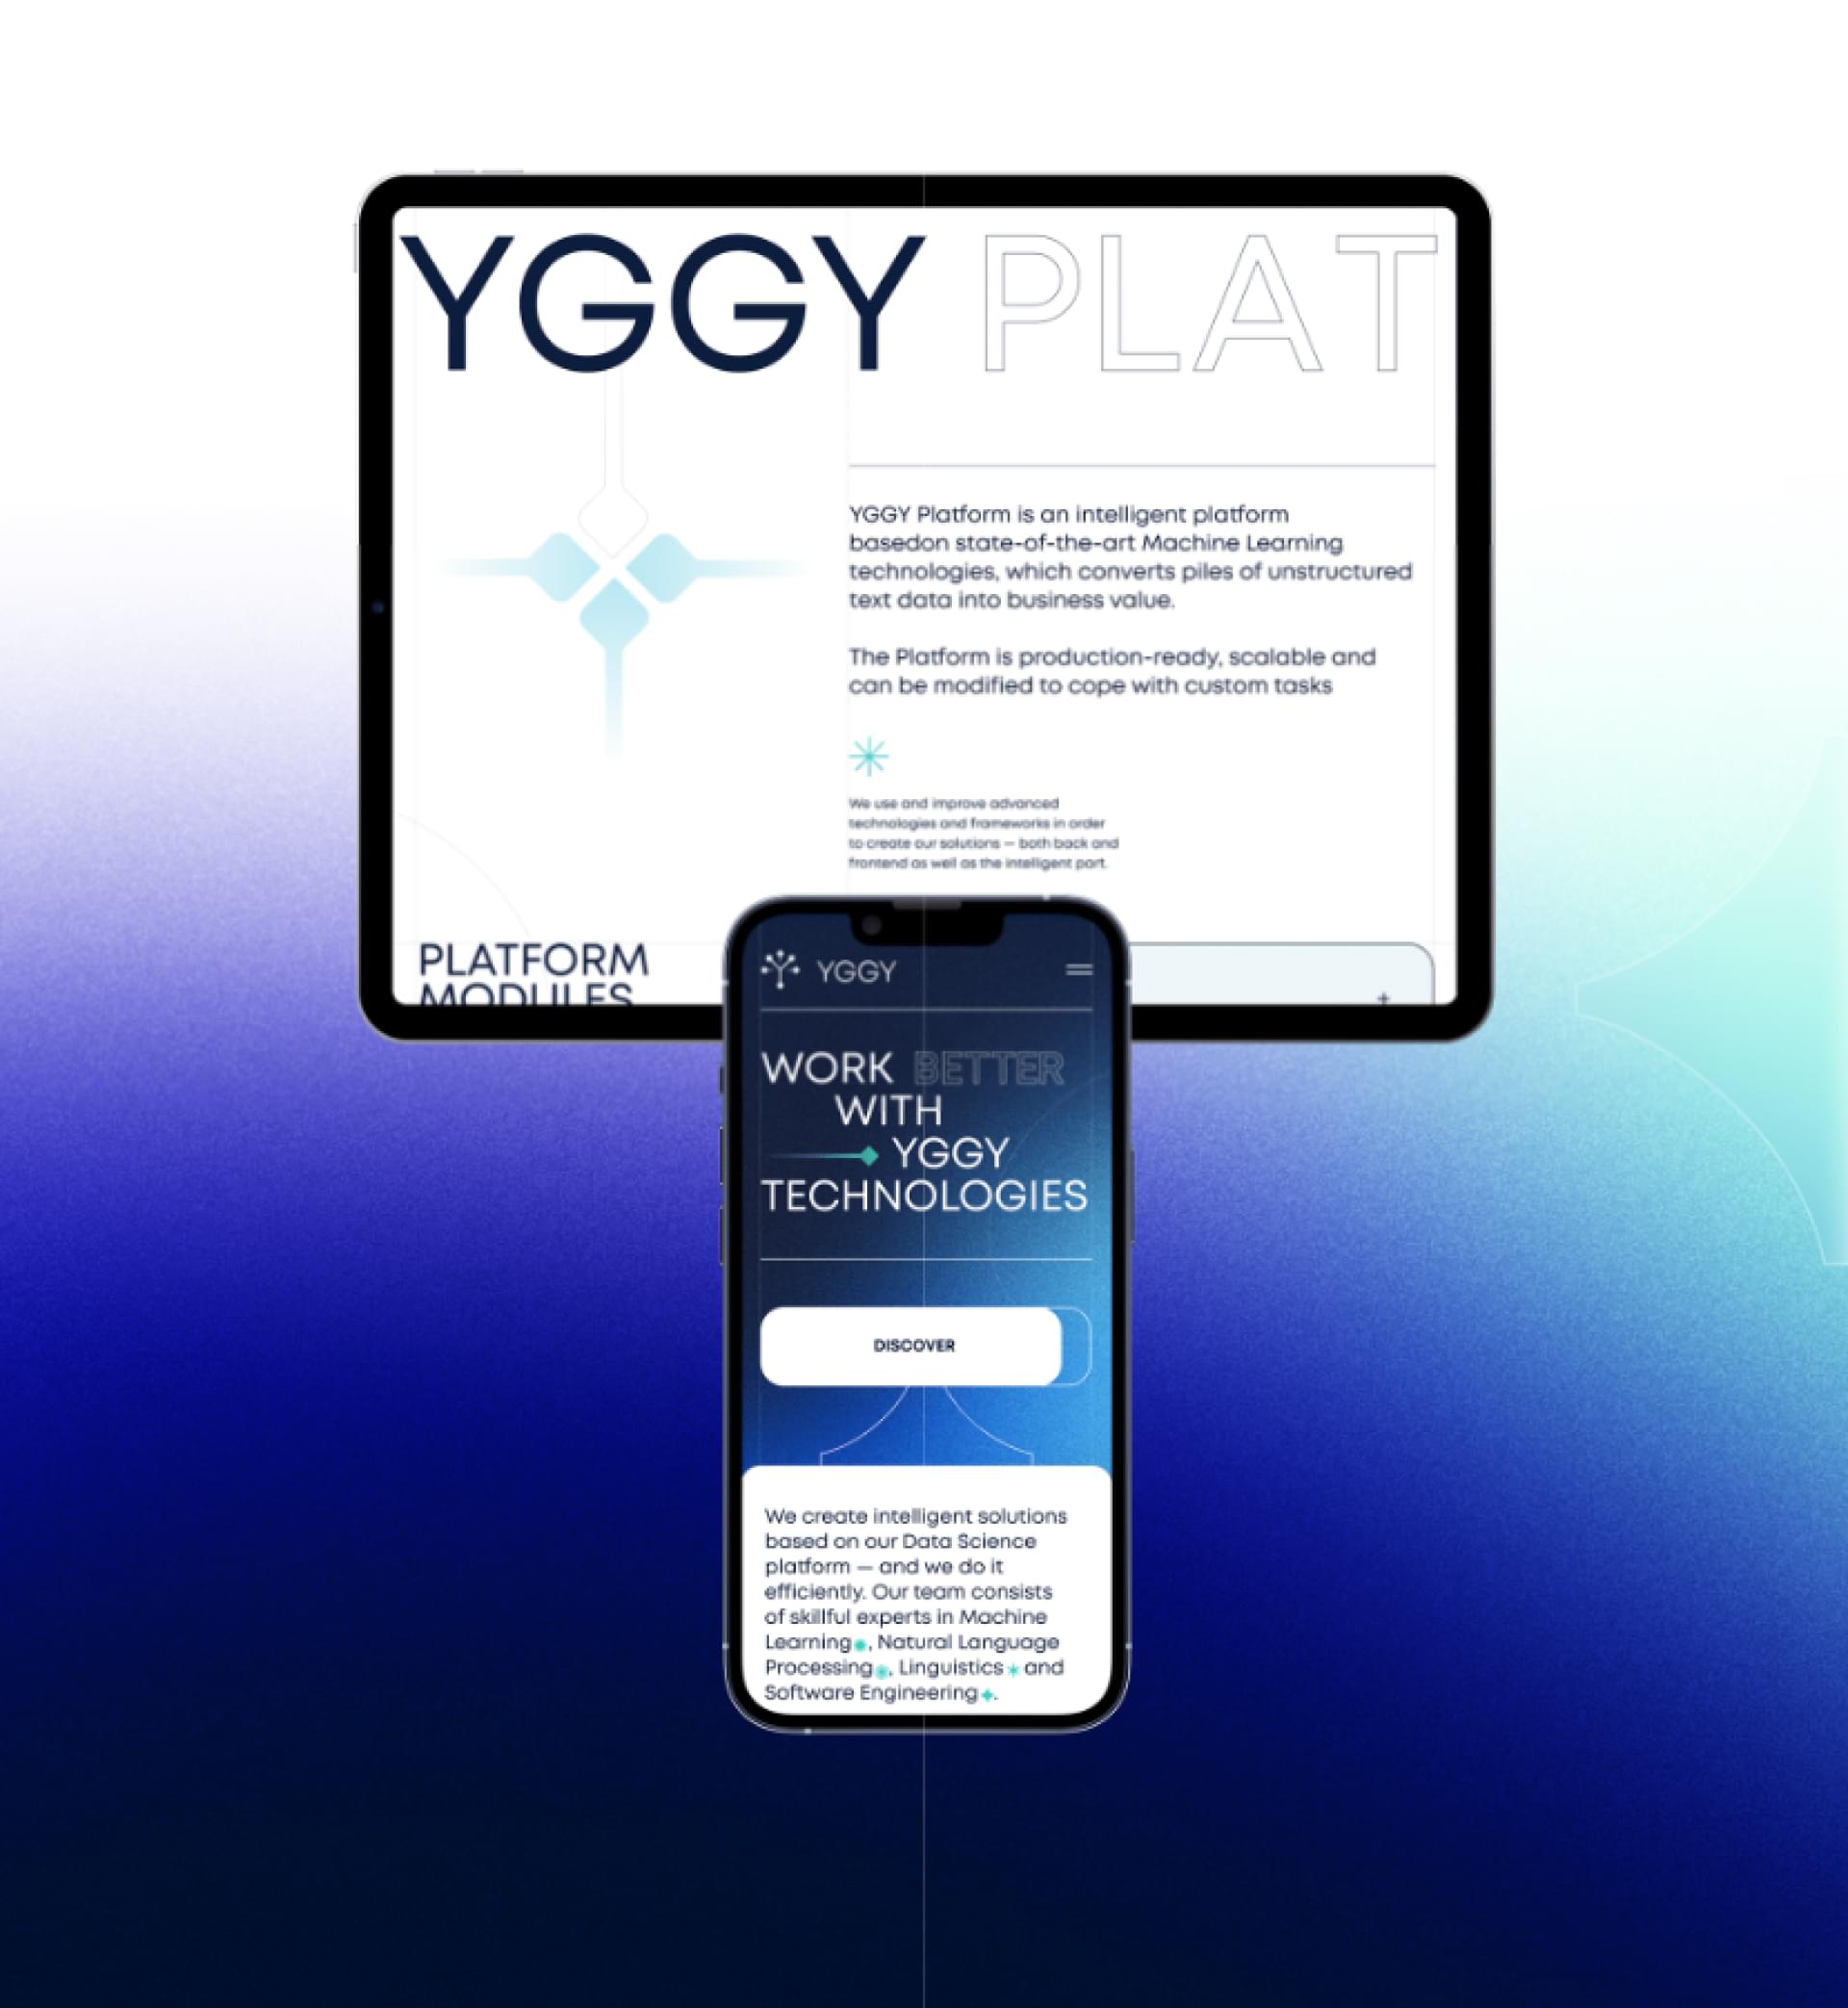 YGGY PLAT
YGGY Platform is an intelligent platform
basedon state-of-the-art Machine Learning
technologies, which converts piles of unstructured
text data into business value.
The Platform is production-ready, scalable and
can be modified to cope with custom tasks
We use and improve advanced
technologies and frameworks in order
to create our solutions — both back and
frontend as well as the intelligent part.
PLATFORM
MODULES
+
YGGY
WORK BETTER
WITH
YGGY
TECHNOLOGIES
DISCOVER
We create intelligent solutions
based on our Data Science
platform — and we do it
efficiently. Our team consists
of skillful experts in Machine
Learning, Natural Language
Processing, Linguistics and
Software Engineering.